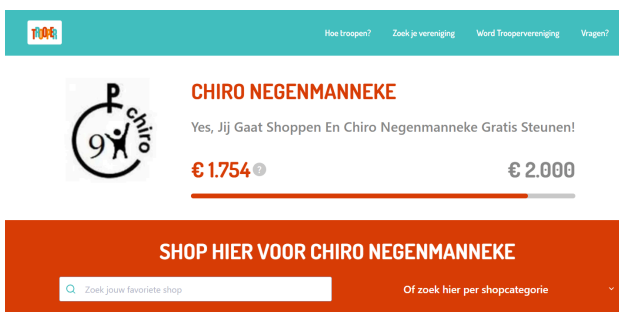 TROOPER
Hoe troopen? Zoek je vereniging Word Troopervereniging Vragen?
chiro
9
CHIRO NEGENMANNEKE
Yes, Jij Gaat Shoppen En Chiro Negenmanneke Gratis Steunen!
€ 1.754 ? € 2.000
SHOP HIER VOOR CHIRO NEGENMANNEKE
Zoek jouw favoriete shop Of zoek hier per shopcategorie